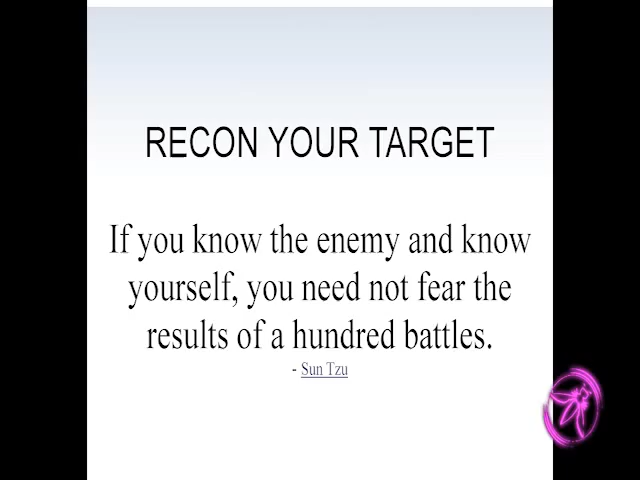 RECON YOUR TARGET
If you know the enemy and know
yourself, you need not fear the
results of a hundred battles.
- Sun Tzu